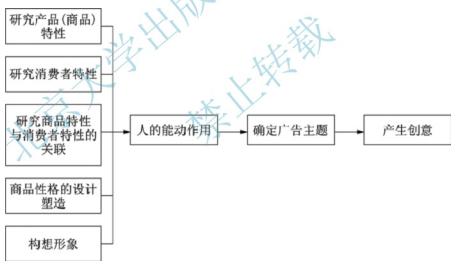 研究产品(商品)
特性
研究消费者特性
研究商品特性
与消费者特性的
关联
商品性格的设计
塑造
构想形象
人的能动作用
确定广告主题
产生创意
北京大学出版
禁止转载